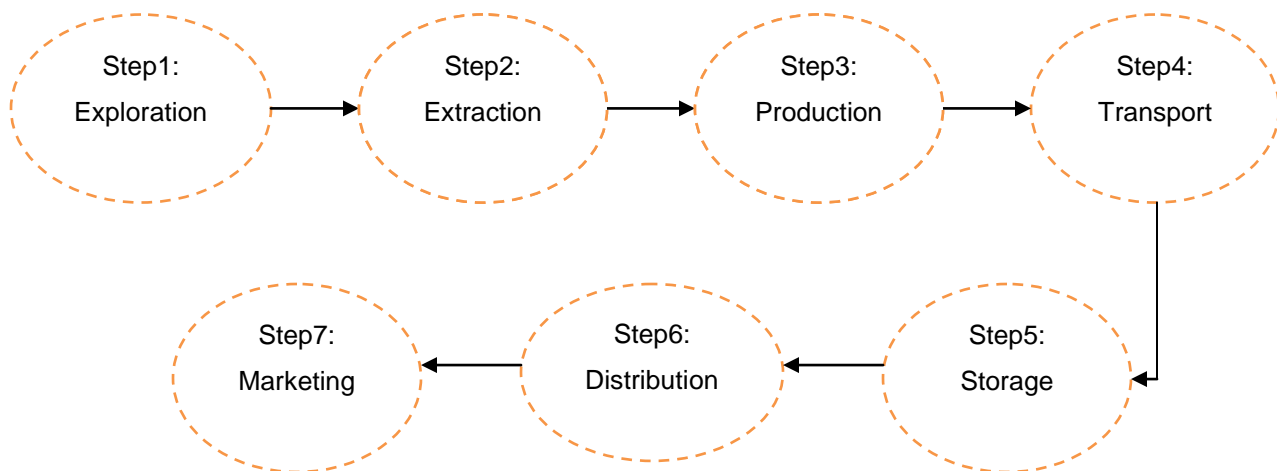 Step1:
Exploration
Step2:
Extraction
Step3:
Production
Step4:
Transport
Step5:
Storage
Step6:
Distribution
Step7:
Marketing